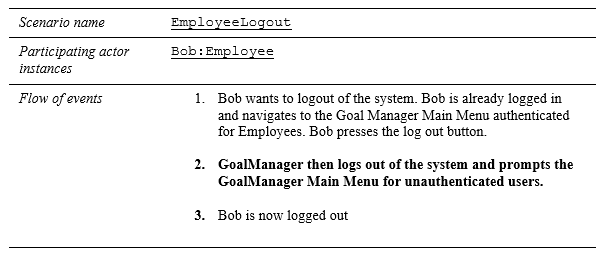 Scenario name EmployeeLogout
Participating actor Bob:Employee
instances
Flow of events 1. Bob wants to logout of the system. Bob is already logged in
and navigates to the Goal Manager Main Menu authenticated
for Employees. Bob presses the log out button.
2. GoalManager then logs out of the system and prompts the
GoalManager Main Menu for unauthenticated users.
3. Bob is now logged out